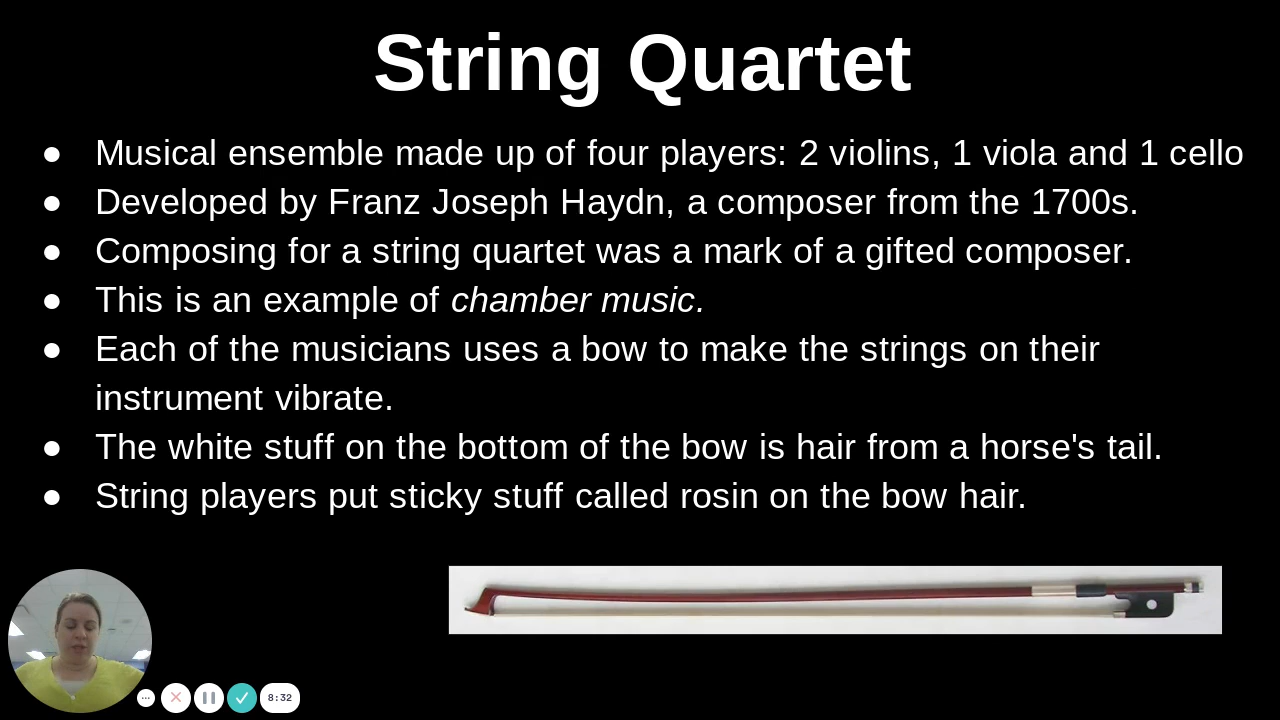 String Quartet
● Musical ensemble made up of four players: 2 violins, 1 viola and 1 cello
● Developed by Franz Joseph Haydn, a composer from the 1700s.
● Composing for a string quartet was a mark of a gifted composer.
● This is an example of chamber music.
● Each of the musicians uses a bow to make the strings on their
instrument vibrate.
● The white stuff on the bottom of the bow is hair from a horse's tail.
● String players put sticky stuff called rosin on the bow hair.
8:32